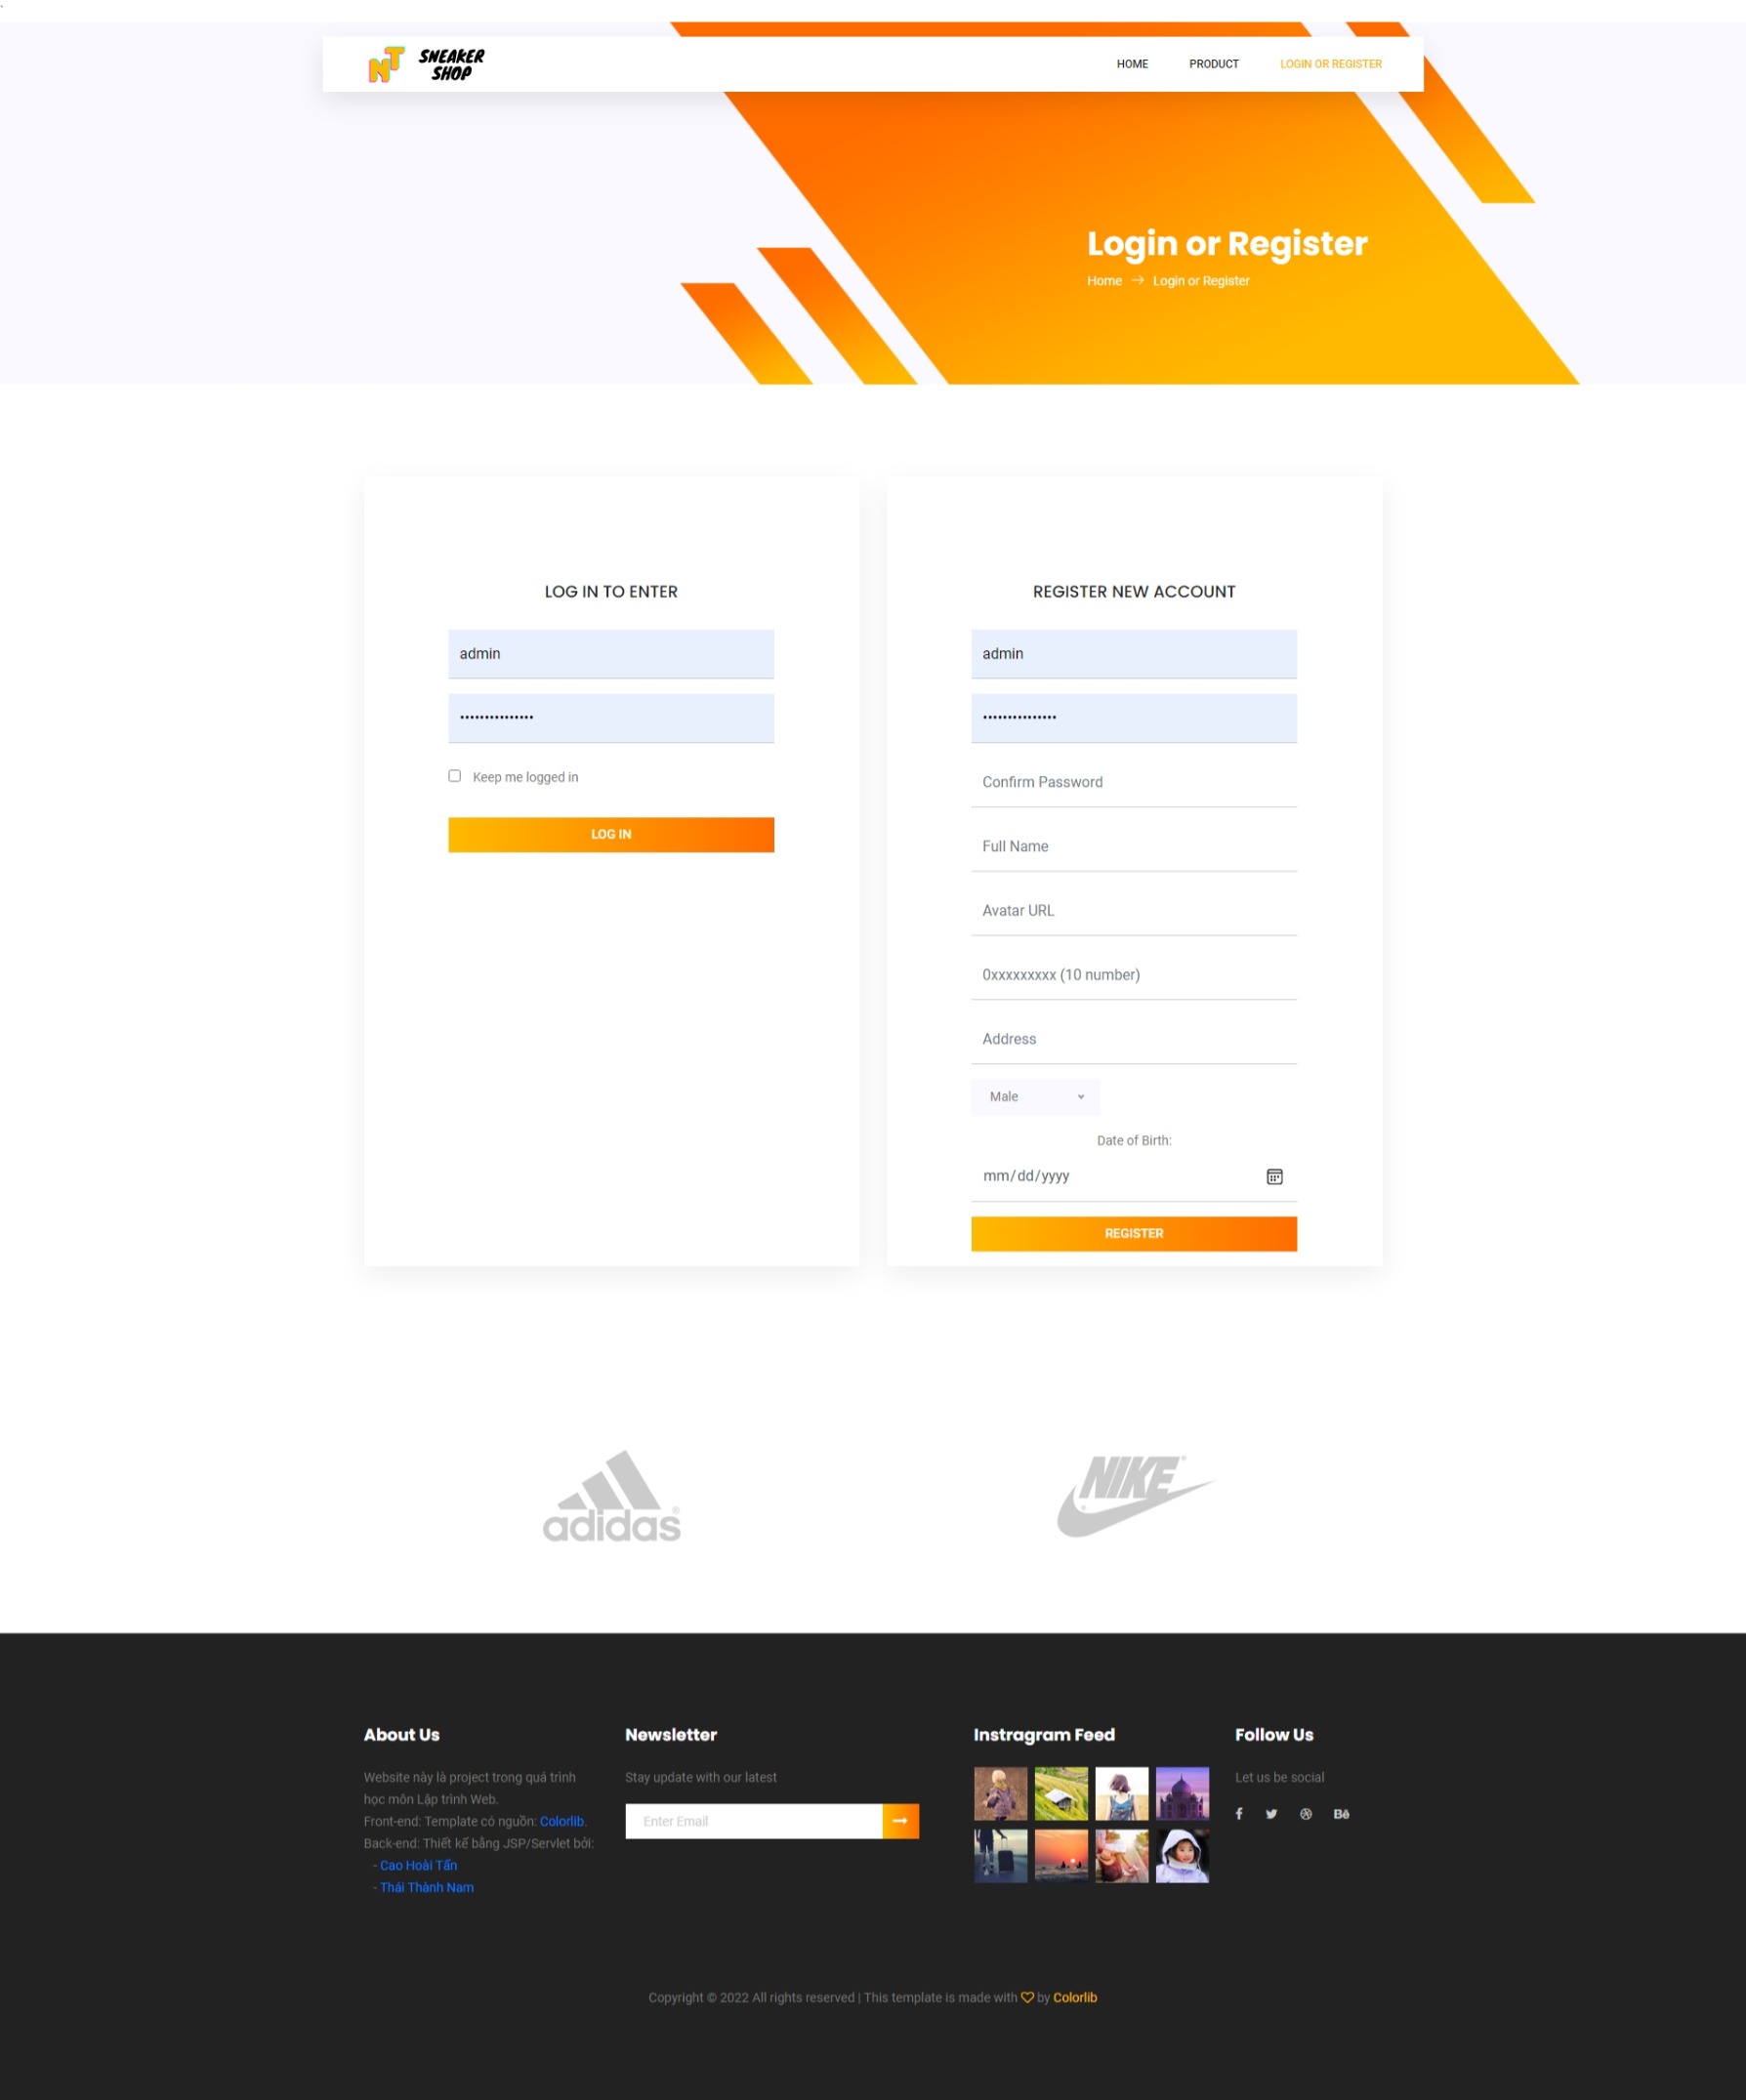 `
NT SNEAKER
SHOP
HOME PRODUCT LOGIN OR REGISTER
Login or Register
Home → Login or Register
LOG IN TO ENTER
admin
•••••••••••••••
Keep me logged in
LOG IN
REGISTER NEW ACCOUNT
admin
•••••••••••••••
Confirm Password
Full Name
Avatar URL
0xxxxxxxxx (10 number)
Address
Male
Date of Birth:
mm/dd/yyyy
REGISTER
adidas®
NIKE®
About Us
Website này là project trong quá trình
học môn Lập trình Web.
Front-end: Template có nguồn: Colorlib.
Back-end: Thiết kế bằng JSP/Servlet bởi:
- Cao Hoài Tấn
- Thái Thành Nam
Newsletter
Stay update with our latest
Enter Email
Instragram Feed
Follow Us
Let us be social
Bē
Copyright © 2022 All rights reserved | This template is made with ♡ by Colorlib